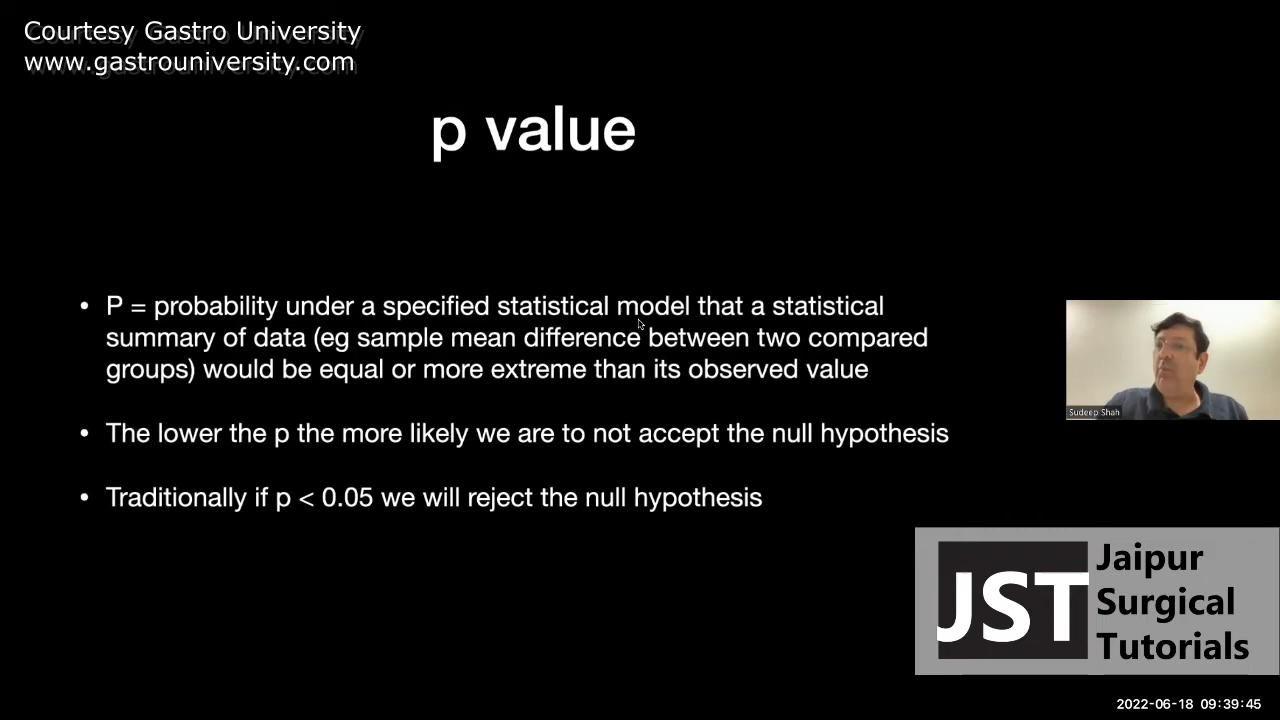 Courtesy Gastro University
www.gastrouniversity.com
p value
• P = probability under a specified statistical model that a statistical
summary of data (eg sample mean difference between two compared
groups) would be equal or more extreme than its observed value
• The lower the p the more likely we are to not accept the null hypothesis
• Traditionally if p < 0.05 we will reject the null hypothesis
Sudeep Shah
JST
Jaipur
Surgical
Tutorials
2022-06-18 09:39:45